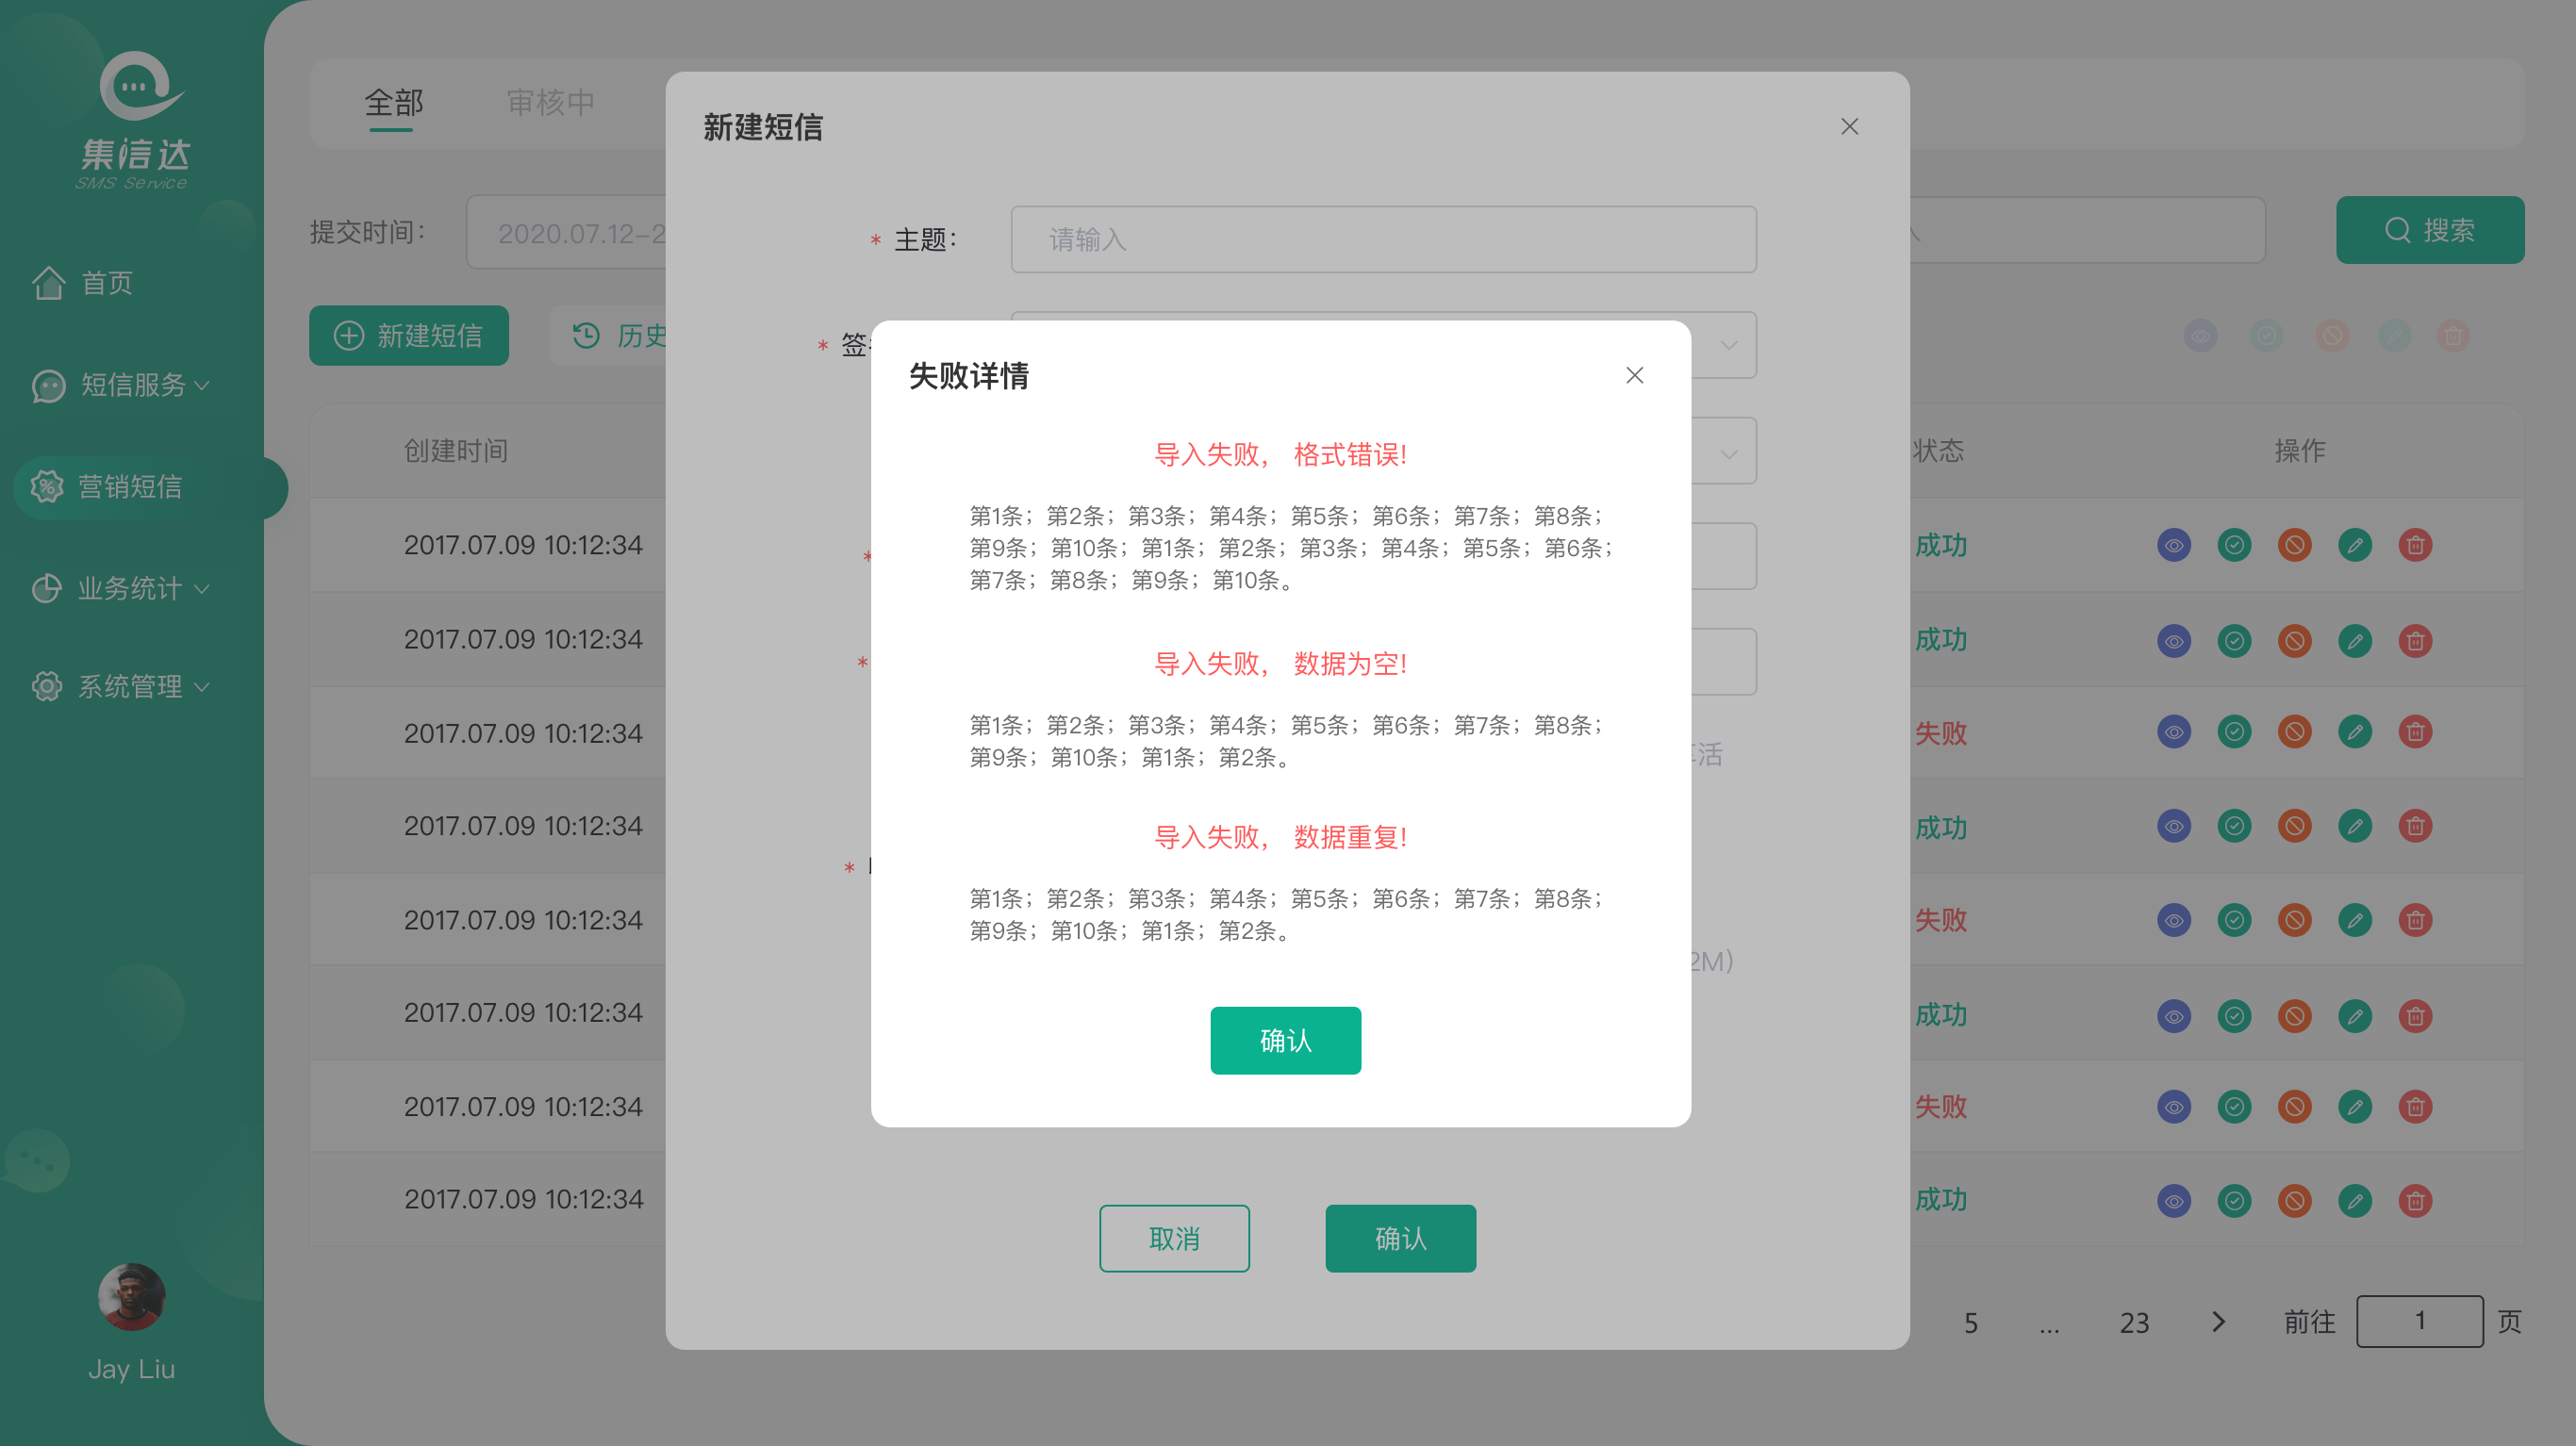 集信达
SMS Service
首页
短信服务
营销短信
业务统计
系统管理
Jay Liu
全部
审核中
提交时间：
2020.07.12-2
搜索
新建短信
历史
创建时间
状态
操作
2017.07.09 10:12:34
成功
2017.07.09 10:12:34
成功
2017.07.09 10:12:34
失败
2017.07.09 10:12:34
成功
2017.07.09 10:12:34
失败
2017.07.09 10:12:34
成功
2017.07.09 10:12:34
失败
2017.07.09 10:12:34
成功
5
...
23
前往
1
页
新建短信
* 主题：
请输入
* 签
*
*
活
*
2M）
取消
确认
失败详情
导入失败， 格式错误!
第1条；第2条；第3条；第4条；第5条；第6条；第7条；第8条；
第9条；第10条；第1条；第2条；第3条；第4条；第5条；第6条；
第7条；第8条；第9条；第10条。
导入失败， 数据为空!
第1条；第2条；第3条；第4条；第5条；第6条；第7条；第8条；
第9条；第10条；第1条；第2条。
导入失败， 数据重复!
第1条；第2条；第3条；第4条；第5条；第6条；第7条；第8条；
第9条；第10条；第1条；第2条。
确认